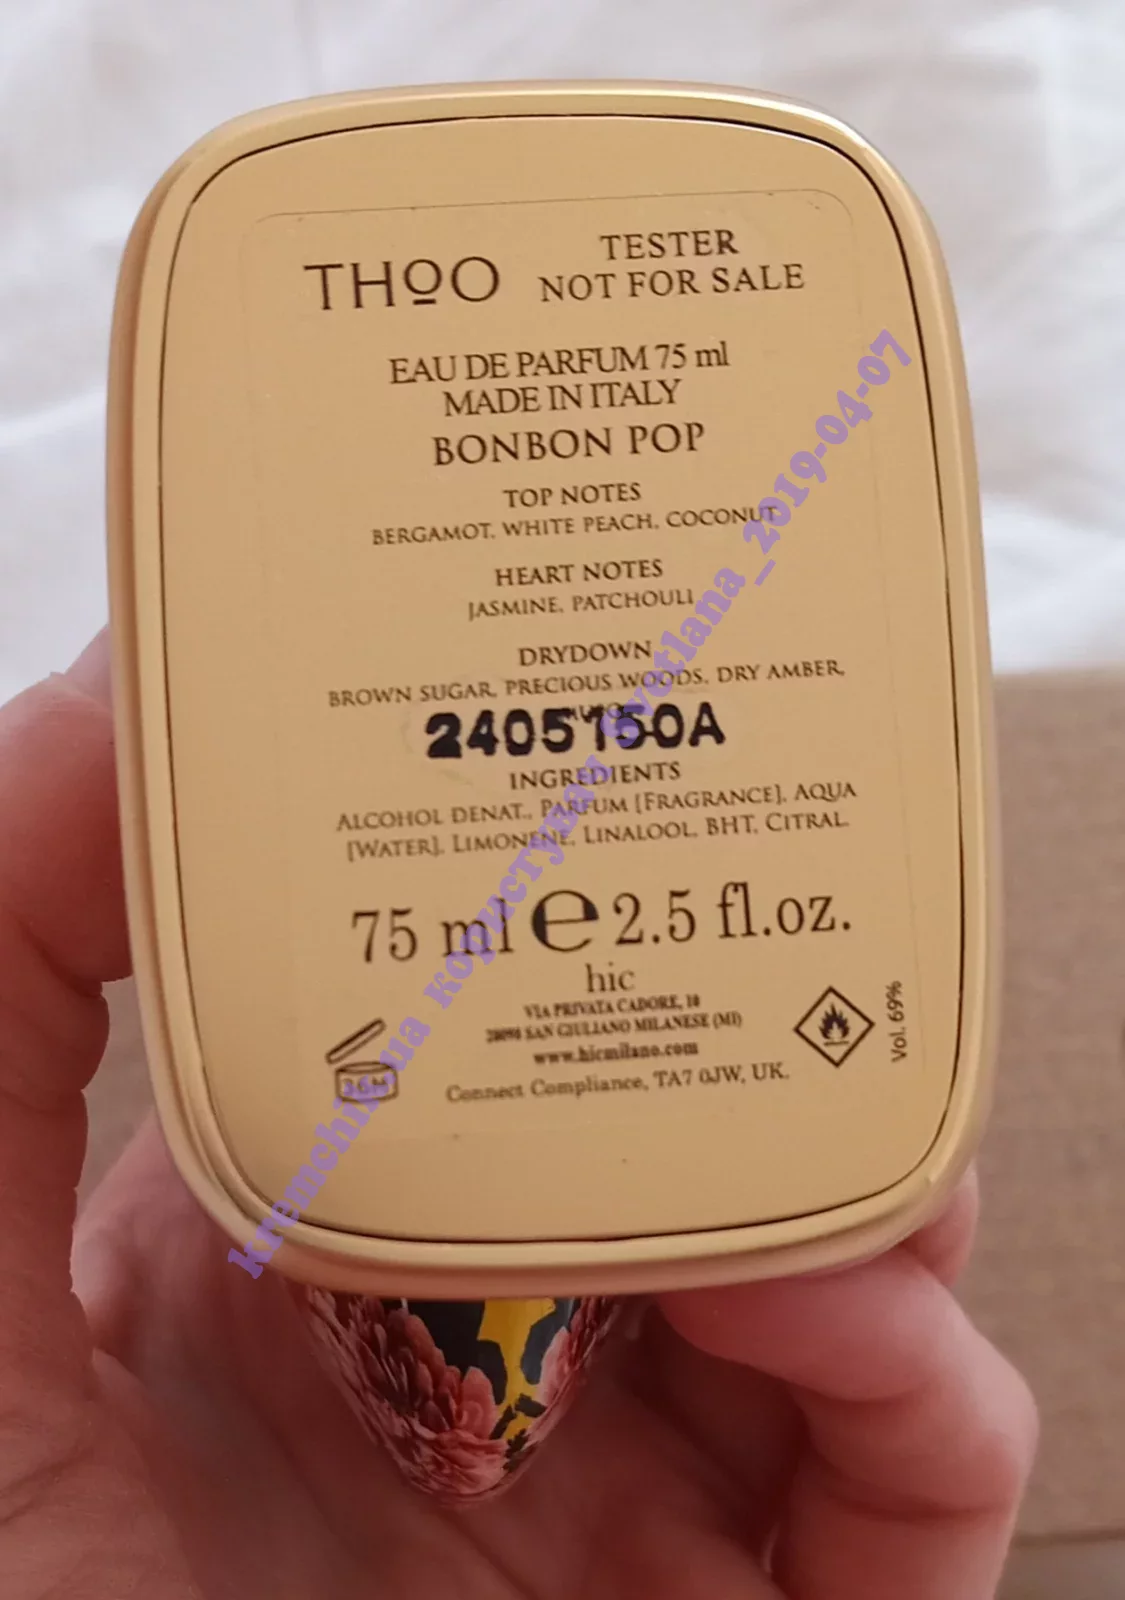 THOO
TESTER
NOT FOR SALE
EAU DE PARFUM 75 ml
MADE IN ITALY
BONBON POP
TOP NOTES
BERGAMOT, WHITE PEACH, COCONUT
HEART NOTES
JASMINE, PATCHOULI
DRYDOWN
BROWN SUGAR, PRECIOUS WOODS, DRY AMBER,
2405150A
INGREDIENTS
ALCOHOL DENAT., PARFUM [FRAGRANCE], AQUA
[WATER], LIMONENE, LINALOOL, BHT, CITRAL.
75 ml e 2.5 fl.oz.
hic
VIA PRIVATA CADORE, 10
20098 SAN GIULIANO MILANESE (MI)
www.hicmilano.com
Connect Compliance, TA7 0JW, UK.
36M
Vol. 69%
kremchik.ua користувач Svetlana_2019-04-07